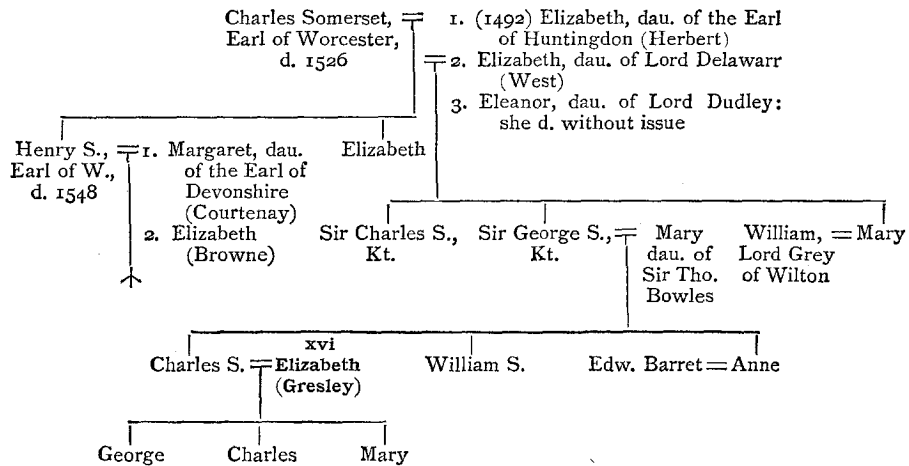 Charles Somerset,
Earl of Worcester,
d. 1526
1. (1492) Elizabeth, dau. of the Earl
of Huntingdon (Herbert)
2. Elizabeth, dau. of Lord Delawarr
(West)
3. Eleanor, dau. of Lord Dudley:
she d. without issue
Henry S.,
Earl of W.,
d. 1548
1. Margaret, dau.
of the Earl of
Devonshire
(Courtenay)
2. Elizabeth
(Browne)
Elizabeth
Sir Charles S.,
Kt.
Sir George S.,
Kt.
Mary
dau. of
Sir Tho.
Bowles
William,
Lord Grey
of Wilton
= Mary
Charles S.
xvi
Elizabeth
(Gresley)
William S.
Edw. Barret = Anne
George
Charles
Mary